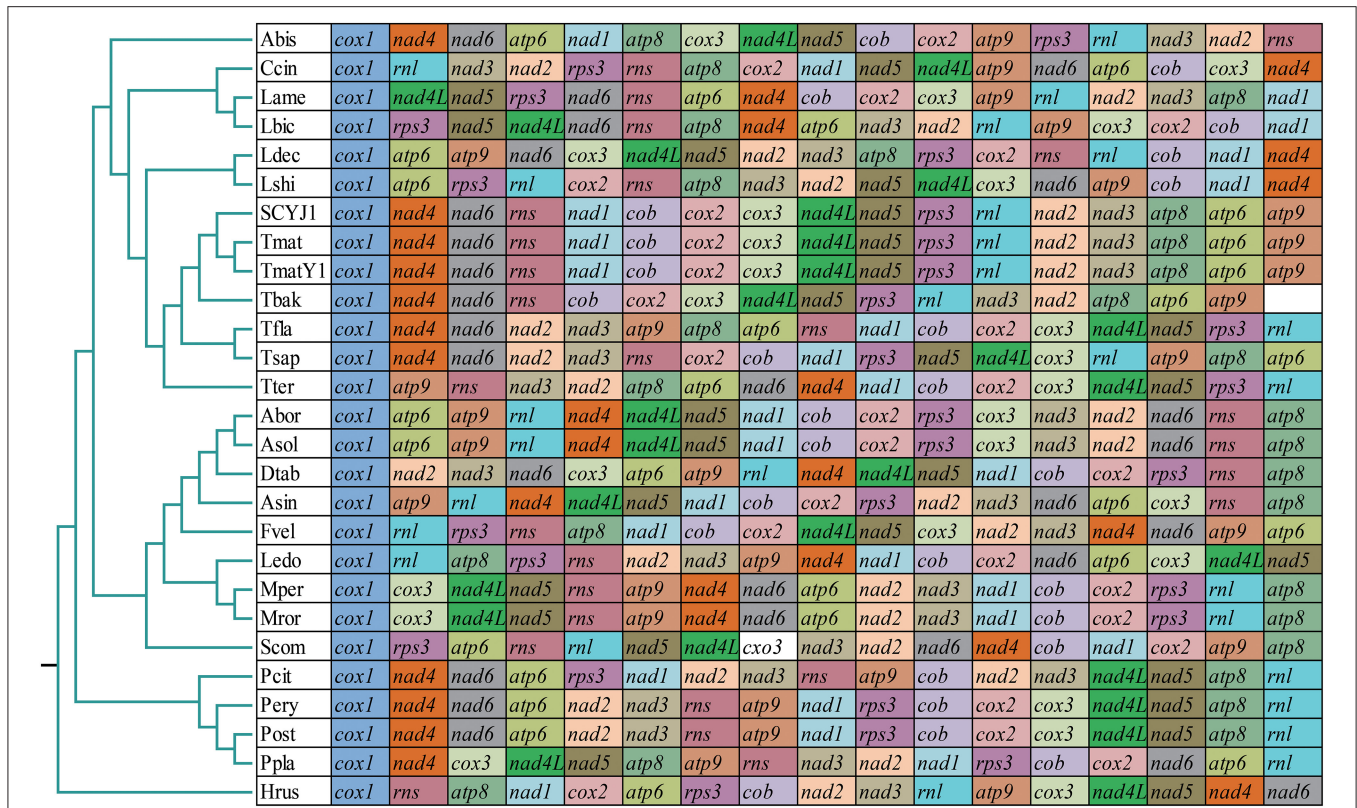 Abis cox1 nad4 nad6 atp6 nad1 atp8 cox3 nad4L nad5 cob cox2 atp9 rps3 rnl nad3 nad2 rns
Ccin cox1 rnl nad3 nad2 rps3 rns atp8 cox2 nad1 nad5 nad4L atp9 nad6 atp6 cob cox3 nad4
Lame cox1 nad4L nad5 rps3 nad6 rns atp6 nad4 cob cox2 cox3 atp9 rnl nad2 nad3 atp8 nad1
Lbic cox1 rps3 nad5 nad4L nad6 rns atp8 nad4 atp6 nad3 nad2 rnl atp9 cox3 cox2 cob nad1
Ldec cox1 atp6 atp9 nad6 cox3 nad4L nad5 nad2 nad3 atp8 rps3 cox2 rns rnl cob nad1 nad4
Lshi cox1 atp6 rps3 rnl cox2 rns atp8 nad3 nad2 nad5 nad4L cox3 nad6 atp9 cob nad1 nad4
SCYJ1 cox1 nad4 nad6 rns nad1 cob cox2 cox3 nad4L nad5 rps3 rnl nad2 nad3 atp8 atp6 atp9
Tmat cox1 nad4 nad6 rns nad1 cob cox2 cox3 nad4L nad5 rps3 rnl nad2 nad3 atp8 atp6 atp9
TmatY1 cox1 nad4 nad6 rns nad1 cob cox2 cox3 nad4L nad5 rps3 rnl nad2 nad3 atp8 atp6 atp9
Tbak cox1 nad4 nad6 rns cob cox2 cox3 nad4L nad5 rps3 rnl nad3 nad2 atp8 atp6 atp9
Tfla cox1 nad4 nad6 nad2 nad3 atp9 atp8 atp6 rns nad1 cob cox2 cox3 nad4L nad5 rps3 rnl
Tsap cox1 nad4 nad6 nad2 nad3 rns cox2 cob nad1 rps3 nad5 nad4L cox3 rnl atp9 atp8 atp6
Tter cox1 atp9 rns nad3 nad2 atp8 atp6 nad6 nad4 nad1 cob cox2 cox3 nad4L nad5 rps3 rnl
Abor cox1 atp6 atp9 rnl nad4 nad4L nad5 nad1 cob cox2 rps3 cox3 nad3 nad2 nad6 rns atp8
Asol cox1 atp6 atp9 rnl nad4 nad4L nad5 nad1 cob cox2 rps3 cox3 nad3 nad2 nad6 rns atp8
Dtab cox1 nad2 nad3 nad6 cox3 atp6 atp9 rnl nad4 nad4L nad5 nad1 cob cox2 rps3 rns atp8
Asin cox1 atp9 rnl nad4 nad4L nad5 nad1 cob cox2 rps3 nad2 nad3 nad6 atp6 cox3 rns atp8
Fvel cox1 rnl rps3 rns atp8 nad1 cob cox2 nad4L nad5 cox3 nad2 nad3 nad4 nad6 atp9 atp6
Ledo cox1 rnl atp8 rps3 rns nad2 nad3 atp9 nad4 nad1 cob cox2 nad6 atp6 cox3 nad4L nad5
Mper cox1 cox3 nad4L nad5 rns atp9 nad4 nad6 atp6 nad2 nad3 nad1 cob cox2 rps3 rnl atp8
Mror cox1 cox3 nad4L nad5 rns atp9 nad4 nad6 atp6 nad2 nad3 nad1 cob cox2 rps3 rnl atp8
Scom cox1 rps3 atp6 rns rnl nad5 nad4L cxo3 nad3 nad2 nad6 nad4 cob nad1 cox2 atp9 atp8
Pcit cox1 nad4 nad6 atp6 rps3 nad1 nad2 nad3 rns atp9 cob nad2 nad3 nad4L nad5 atp8 rnl
Pery cox1 nad4 nad6 atp6 nad2 nad3 rns atp9 nad1 rps3 cob cox2 cox3 nad4L nad5 atp8 rnl
Post cox1 nad4 nad6 atp6 nad2 nad3 rns atp9 nad1 rps3 cob cox2 cox3 nad4L nad5 atp8 rnl
Ppla cox1 nad4 cox3 nad4L nad5 atp8 atp9 rns nad3 nad2 nad1 rps3 cob cox2 nad6 atp6 rnl
Hrus cox1 rns atp8 nad1 cox2 atp6 rps3 cob nad2 nad3 rnl atp9 cox3 nad4L nad5 nad4 nad6